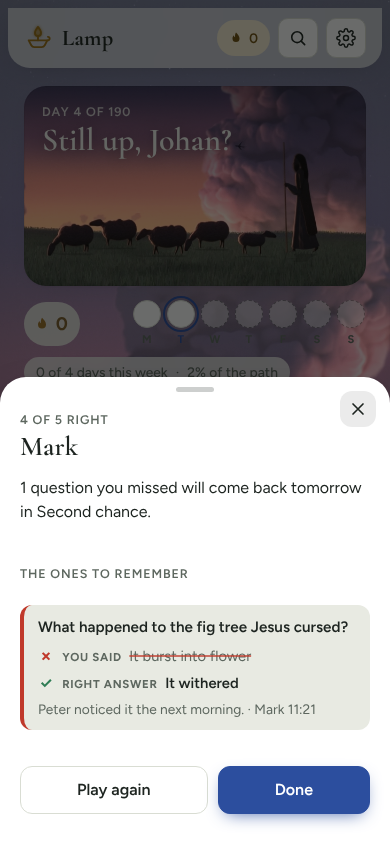 Lamp
0
DAY 4 OF 190
Still up, Johan?
0
M T W T F S S
0 of 4 days this week · 2% of the path
4 OF 5 RIGHT
Mark
1 question you missed will come back tomorrow
in Second chance.
THE ONES TO REMEMBER
What happened to the fig tree Jesus cursed?
YOU SAID It burst into flower
RIGHT ANSWER It withered
Peter noticed it the next morning. · Mark 11:21
Play again
Done